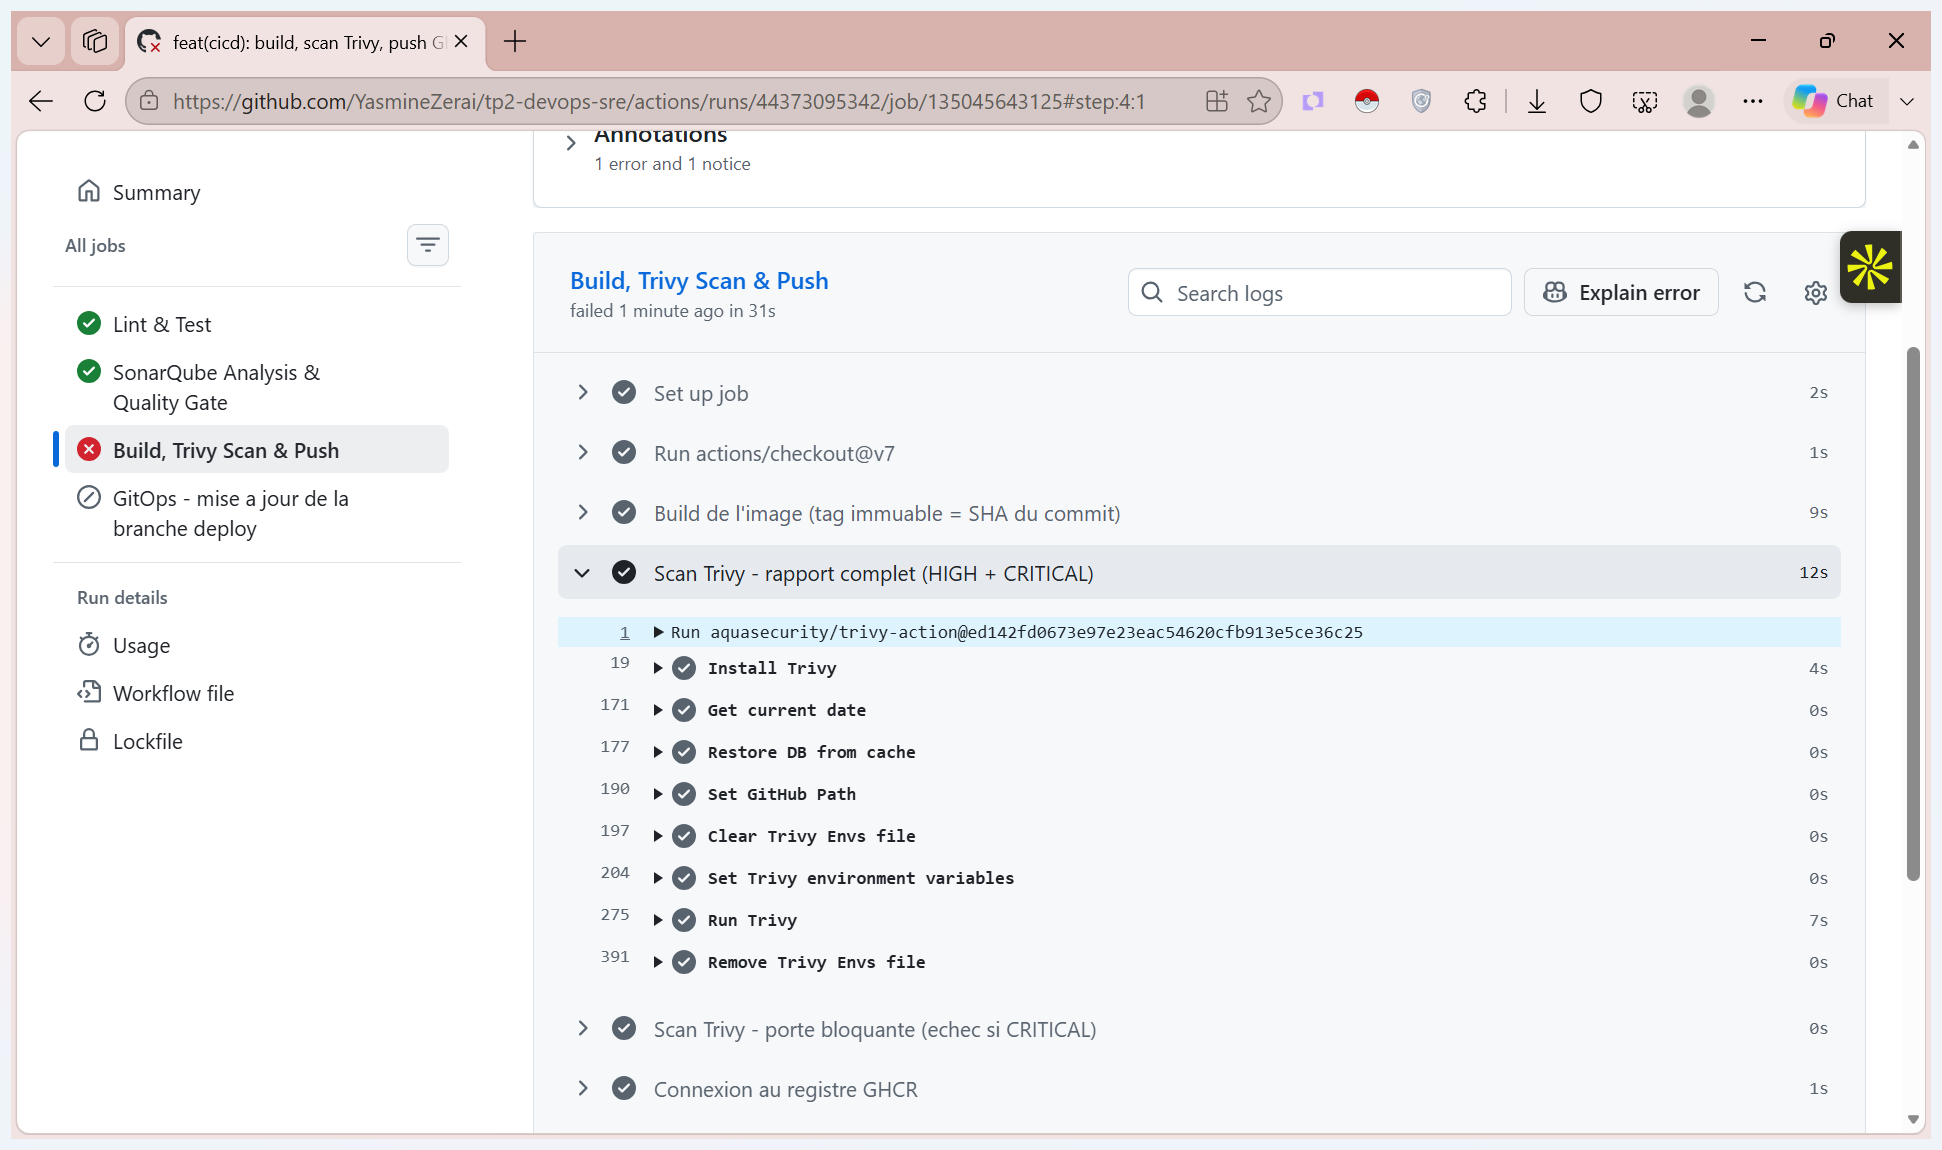 feat(cicd): build, scan Trivy, push G
https://github.com/YasmineZerai/tp2-devops-sre/actions/runs/44373095342/job/135045643125#step:4:1
Chat
Summary
All jobs
Lint & Test
SonarQube Analysis &
Quality Gate
Build, Trivy Scan & Push
GitOps - mise a jour de la
branche deploy
Run details
Usage
Workflow file
Lockfile
Annotations
1 error and 1 notice
Build, Trivy Scan & Push
failed 1 minute ago in 31s
Search logs
Explain error
Set up job 2s
Run actions/checkout@v7 1s
Build de l'image (tag immuable = SHA du commit) 9s
Scan Trivy - rapport complet (HIGH + CRITICAL) 12s
1 Run aquasecurity/trivy-action@ed142fd0673e97e23eac54620cfb913e5ce36c25
19 Install Trivy 4s
171 Get current date 0s
177 Restore DB from cache 0s
190 Set GitHub Path 0s
197 Clear Trivy Envs file 0s
204 Set Trivy environment variables 0s
275 Run Trivy 7s
391 Remove Trivy Envs file 0s
Scan Trivy - porte bloquante (echec si CRITICAL) 0s
Connexion au registre GHCR 1s